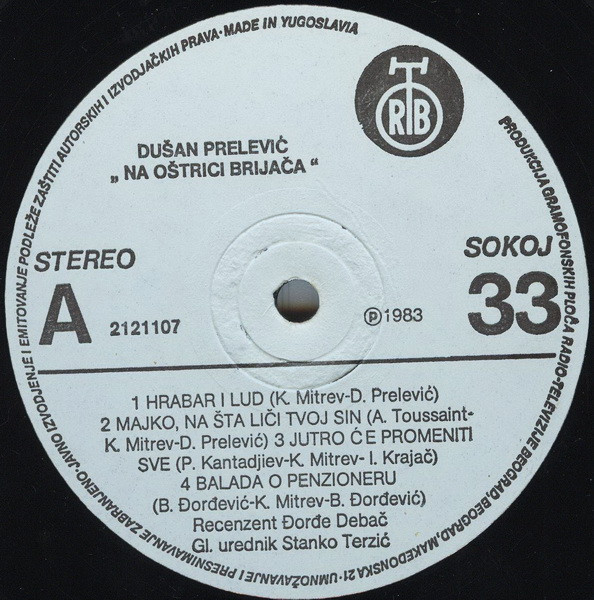 DUŠAN PRELEVIĆ
„ NA OŠTRICI BRIJAČA “
RTB
STEREO
A 2121107
SOKOJ
33
℗1983
1 HRABAR I LUD (K. Mitrev-D. Prelević)
2 MAJKO, NA ŠTA LIČI TVOJ SIN (A. Toussaint-
K. Mitrev-D. Prelević) 3 JUTRO ĆE PROMENITI
SVE (P. Kantadjiev-K. Mitrev- I. Krajač)
4 BALADA O PENZIONERU
(B. Đorđević-K. Mitrev-B. Đorđević)
Recenzent Đorđe Debač
Gl. urednik Stanko Terzić
PRODUKCIJA GRAMOFONSKIH PLOČA RADIO-TELEVIZIJE BEOGRAD,BEOGRAD,MAKEDONSKA 21·UMNOŽAVANJE I PRESNIMAVANJE ZABRANJENO·JAVNO IZVODJENJE I EMITOVANJE PODLEŽE ZAŠTITI AUTORSKIH I IZVODJAČKIH PRAVA·MADE IN YUGOSLAVIA